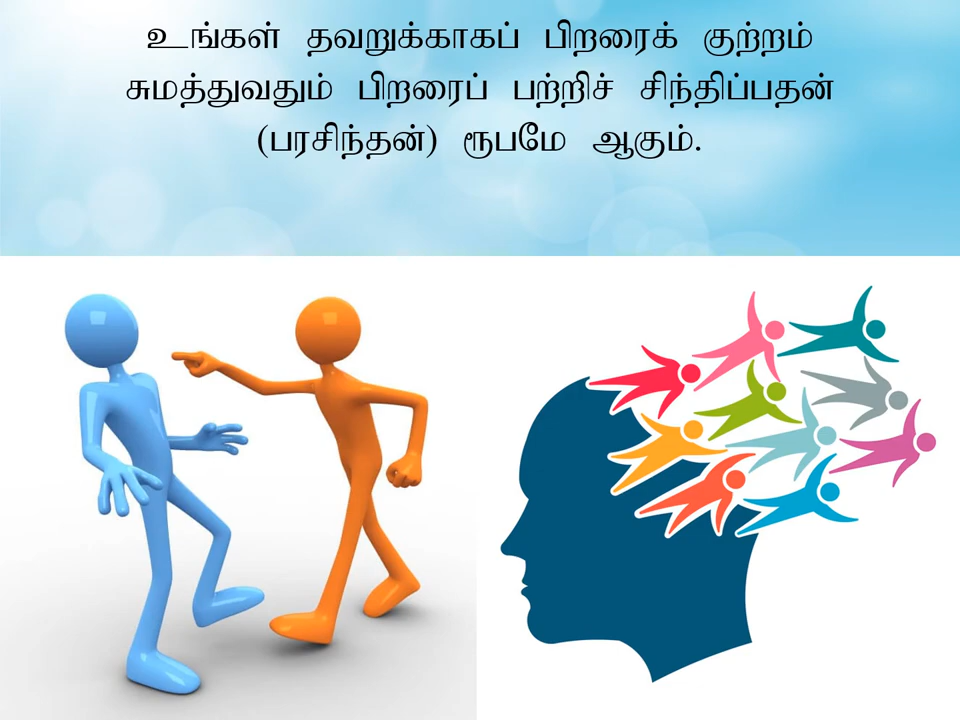 உங்கள் தவறுக்காகப் பிறரைக் குற்றம்
சுமத்துவதும் பிறரைப் பற்றிச் சிந்திப்பதன்
(பரசிந்தன்) ரூபமே ஆகும்.